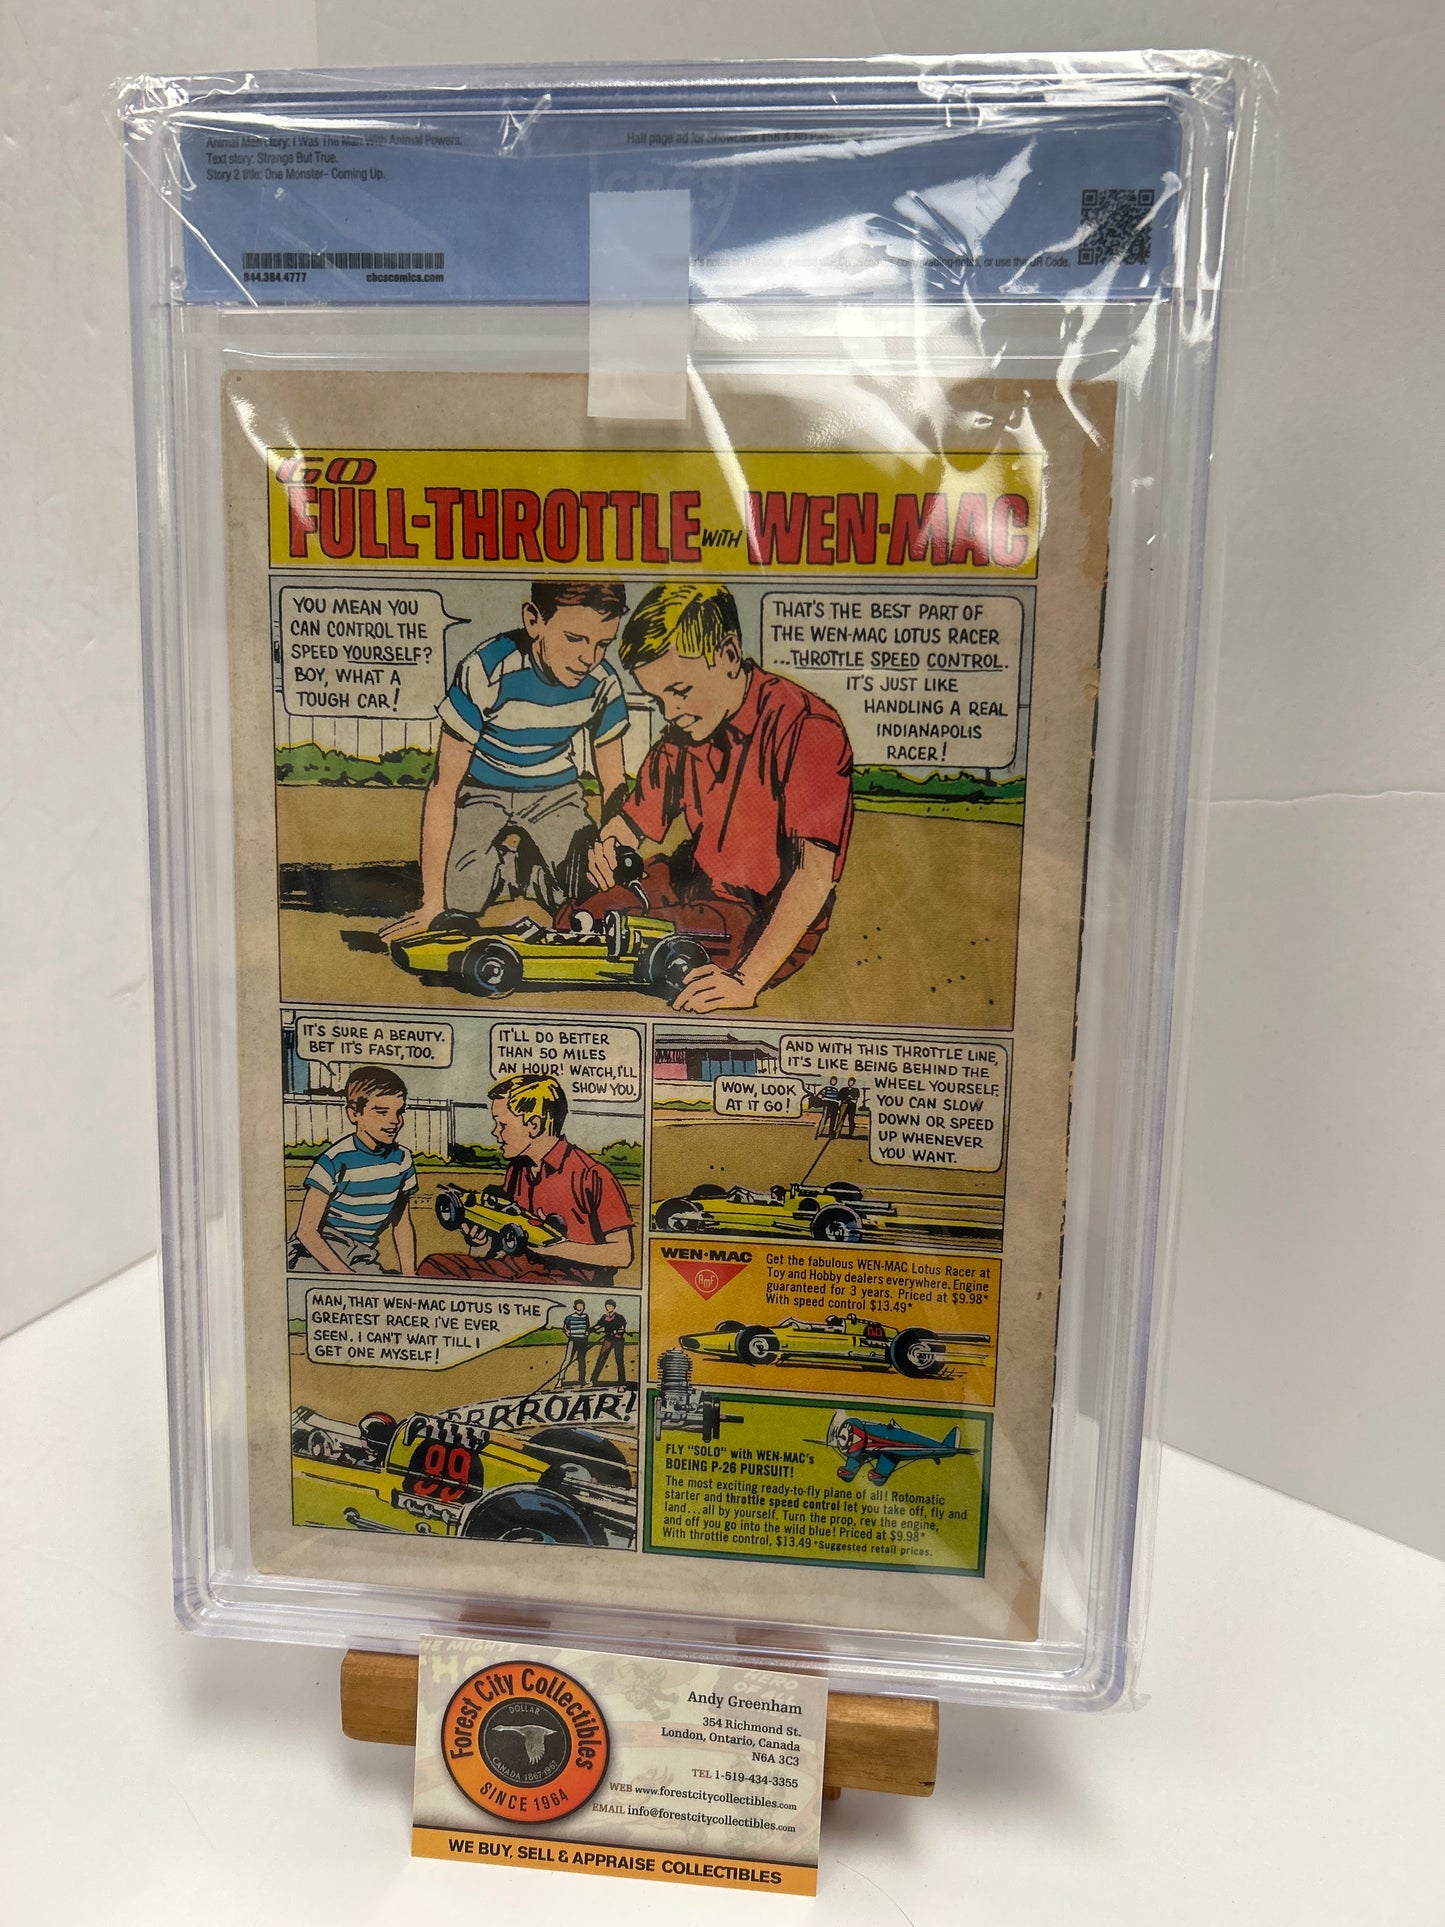 Animal Man story: I Was The Man With Animal Powers.
Text story: Strange But True.
Story 2 title: One Monster- Coming Up.
Half page ad for Showcase #58 & 80 Page
CBCS
844.384.4777
cbcscomics.com
or use the QR Code.
GO
FULL-THROTTLE WITH WEN-MAC
YOU MEAN YOU
CAN CONTROL THE
SPEED YOURSELF?
BOY, WHAT A
TOUGH CAR!
THAT'S THE BEST PART OF
THE WEN-MAC LOTUS RACER
...THROTTLE SPEED CONTROL.
IT'S JUST LIKE
HANDLING A REAL
INDIANAPOLIS
RACER!
IT'S SURE A BEAUTY.
BET IT'S FAST, TOO.
IT'LL DO BETTER
THAN 50 MILES
AN HOUR! WATCH, I'LL
SHOW YOU.
AND WITH THIS THROTTLE LINE,
IT'S LIKE BEING BEHIND THE
WHEEL YOURSELF.
YOU CAN SLOW
DOWN OR SPEED
UP WHENEVER
YOU WANT.
WOW, LOOK
AT IT GO!
MAN, THAT WEN-MAC LOTUS IS THE
GREATEST RACER I'VE EVER
SEEN. I CAN'T WAIT TILL I
GET ONE MYSELF!
RRRROAR!
99
WEN-MAC
AMF
Get the fabulous WEN-MAC Lotus Racer at
Toy and Hobby dealers everywhere. Engine
guaranteed for 3 years. Priced at $9.98*
With speed control $13.49*
FLY "SOLO" with WEN-MAC's
BOEING P-26 PURSUIT!
The most exciting ready-to-fly plane of all! Rotomatic
starter and throttle speed control let you take off, fly and
land...all by yourself. Turn the prop, rev the engine,
and off you go into the wild blue! Priced at $9.98*
With throttle control, $13.49 *Suggested retail prices.
THE MIGHTY
Forest City Collectibles
DOLLAR
CANADA 1867-1967
SINCE 1964
Andy Greenham
354 Richmond St.
London, Ontario, Canada
N6A 3C3
TEL 1-519-434-3355
WEB www.forestcitycollectibles.com
EMAIL info@forestcitycollectibles.com
WE BUY, SELL & APPRAISE COLLECTIBLES